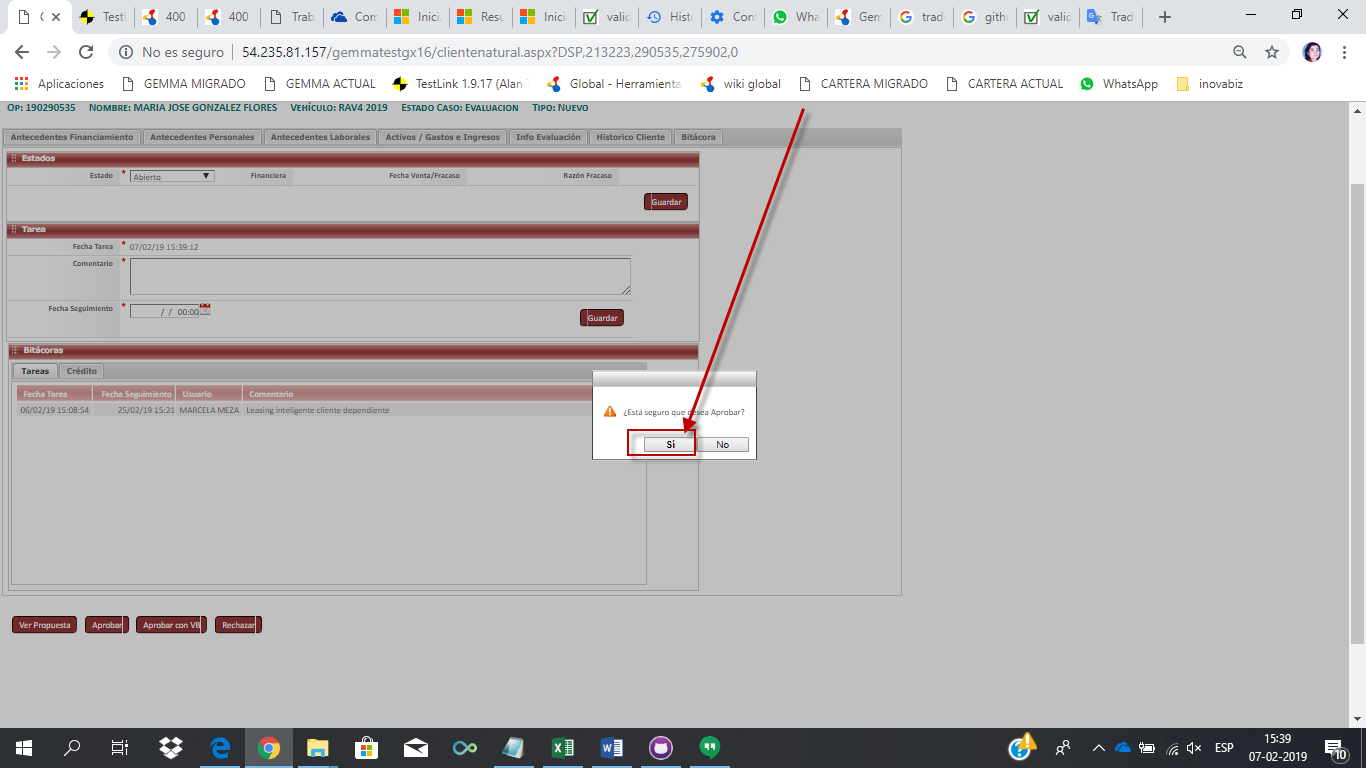 C
TestL
400
400
Trab
Com
Inicia
Resu
Inicia
valid
Histo
Conf
Wha
Gem
tradu
githu
valid
Trad
No es seguro | 54.235.81.157/gemmatestgx16/clientenatural.aspx?DSP,213223,290535,275902,0
Aplicaciones GEMMA MIGRADO GEMMA ACTUAL TestLink 1.9.17 (Alan Global - Herramienta wiki global CARTERA MIGRADO CARTERA ACTUAL WhatsApp inovabiz
OP: 190290535 NOMBRE: MARIA JOSE GONZALEZ FLORES VEHÍCULO: RAV4 2019 ESTADO CASO: EVALUACION TIPO: NUEVO
Antecedentes Financiamiento Antecedentes Personales Antecedentes Laborales Activos / Gastos e Ingresos Info Evaluación Historico Cliente Bitácora
Estados
Estado * Abierto Financiera Fecha Venta/Fracaso Razón Fracaso
Guardar
Tarea
Fecha Tarea * 07/02/19 15:39:12
Comentario *
Fecha Seguimiento * / / 00:00
Guardar
Bitácoras
Tareas Crédito
Fecha Tarea Fecha Seguimiento Usuario Comentario
06/02/19 15:08:54 25/02/19 15:21 MARCELA MEZA Leasing inteligente cliente dependiente
¿Está seguro que desea Aprobar?
Sí No
Ver Propuesta Aprobar Aprobar con VB Rechazar
ESP
15:39
07-02-2019
10